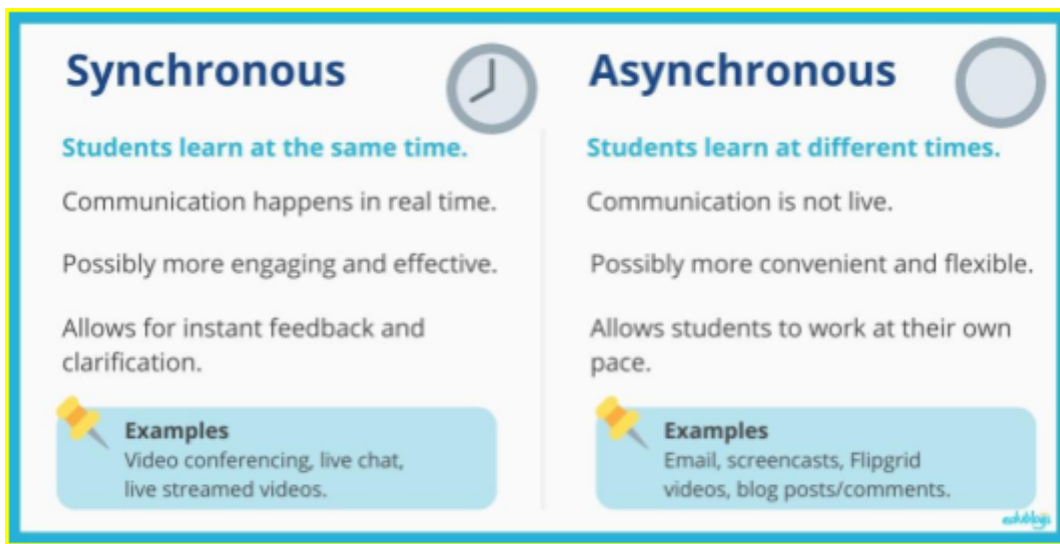 Synchronous
Students learn at the same time.
Communication happens in real time.
Possibly more engaging and effective.
Allows for instant feedback and
clarification.
Examples
Video conferencing, live chat,
live streamed videos.
Asynchronous
Students learn at different times.
Communication is not live.
Possibly more convenient and flexible.
Allows students to work at their own
pace.
Examples
Email, screencasts, Flipgrid
videos, blog posts/comments.
edublogs